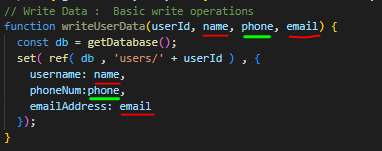 // Write Data :  Basic write operations
function writeUserData(userId, name, phone, email) {
  const db = getDatabase();
  set( ref( db , 'users/' + userId ) , {
    username: name,
    phoneNum:phone,
    emailAddress: email
  });
}